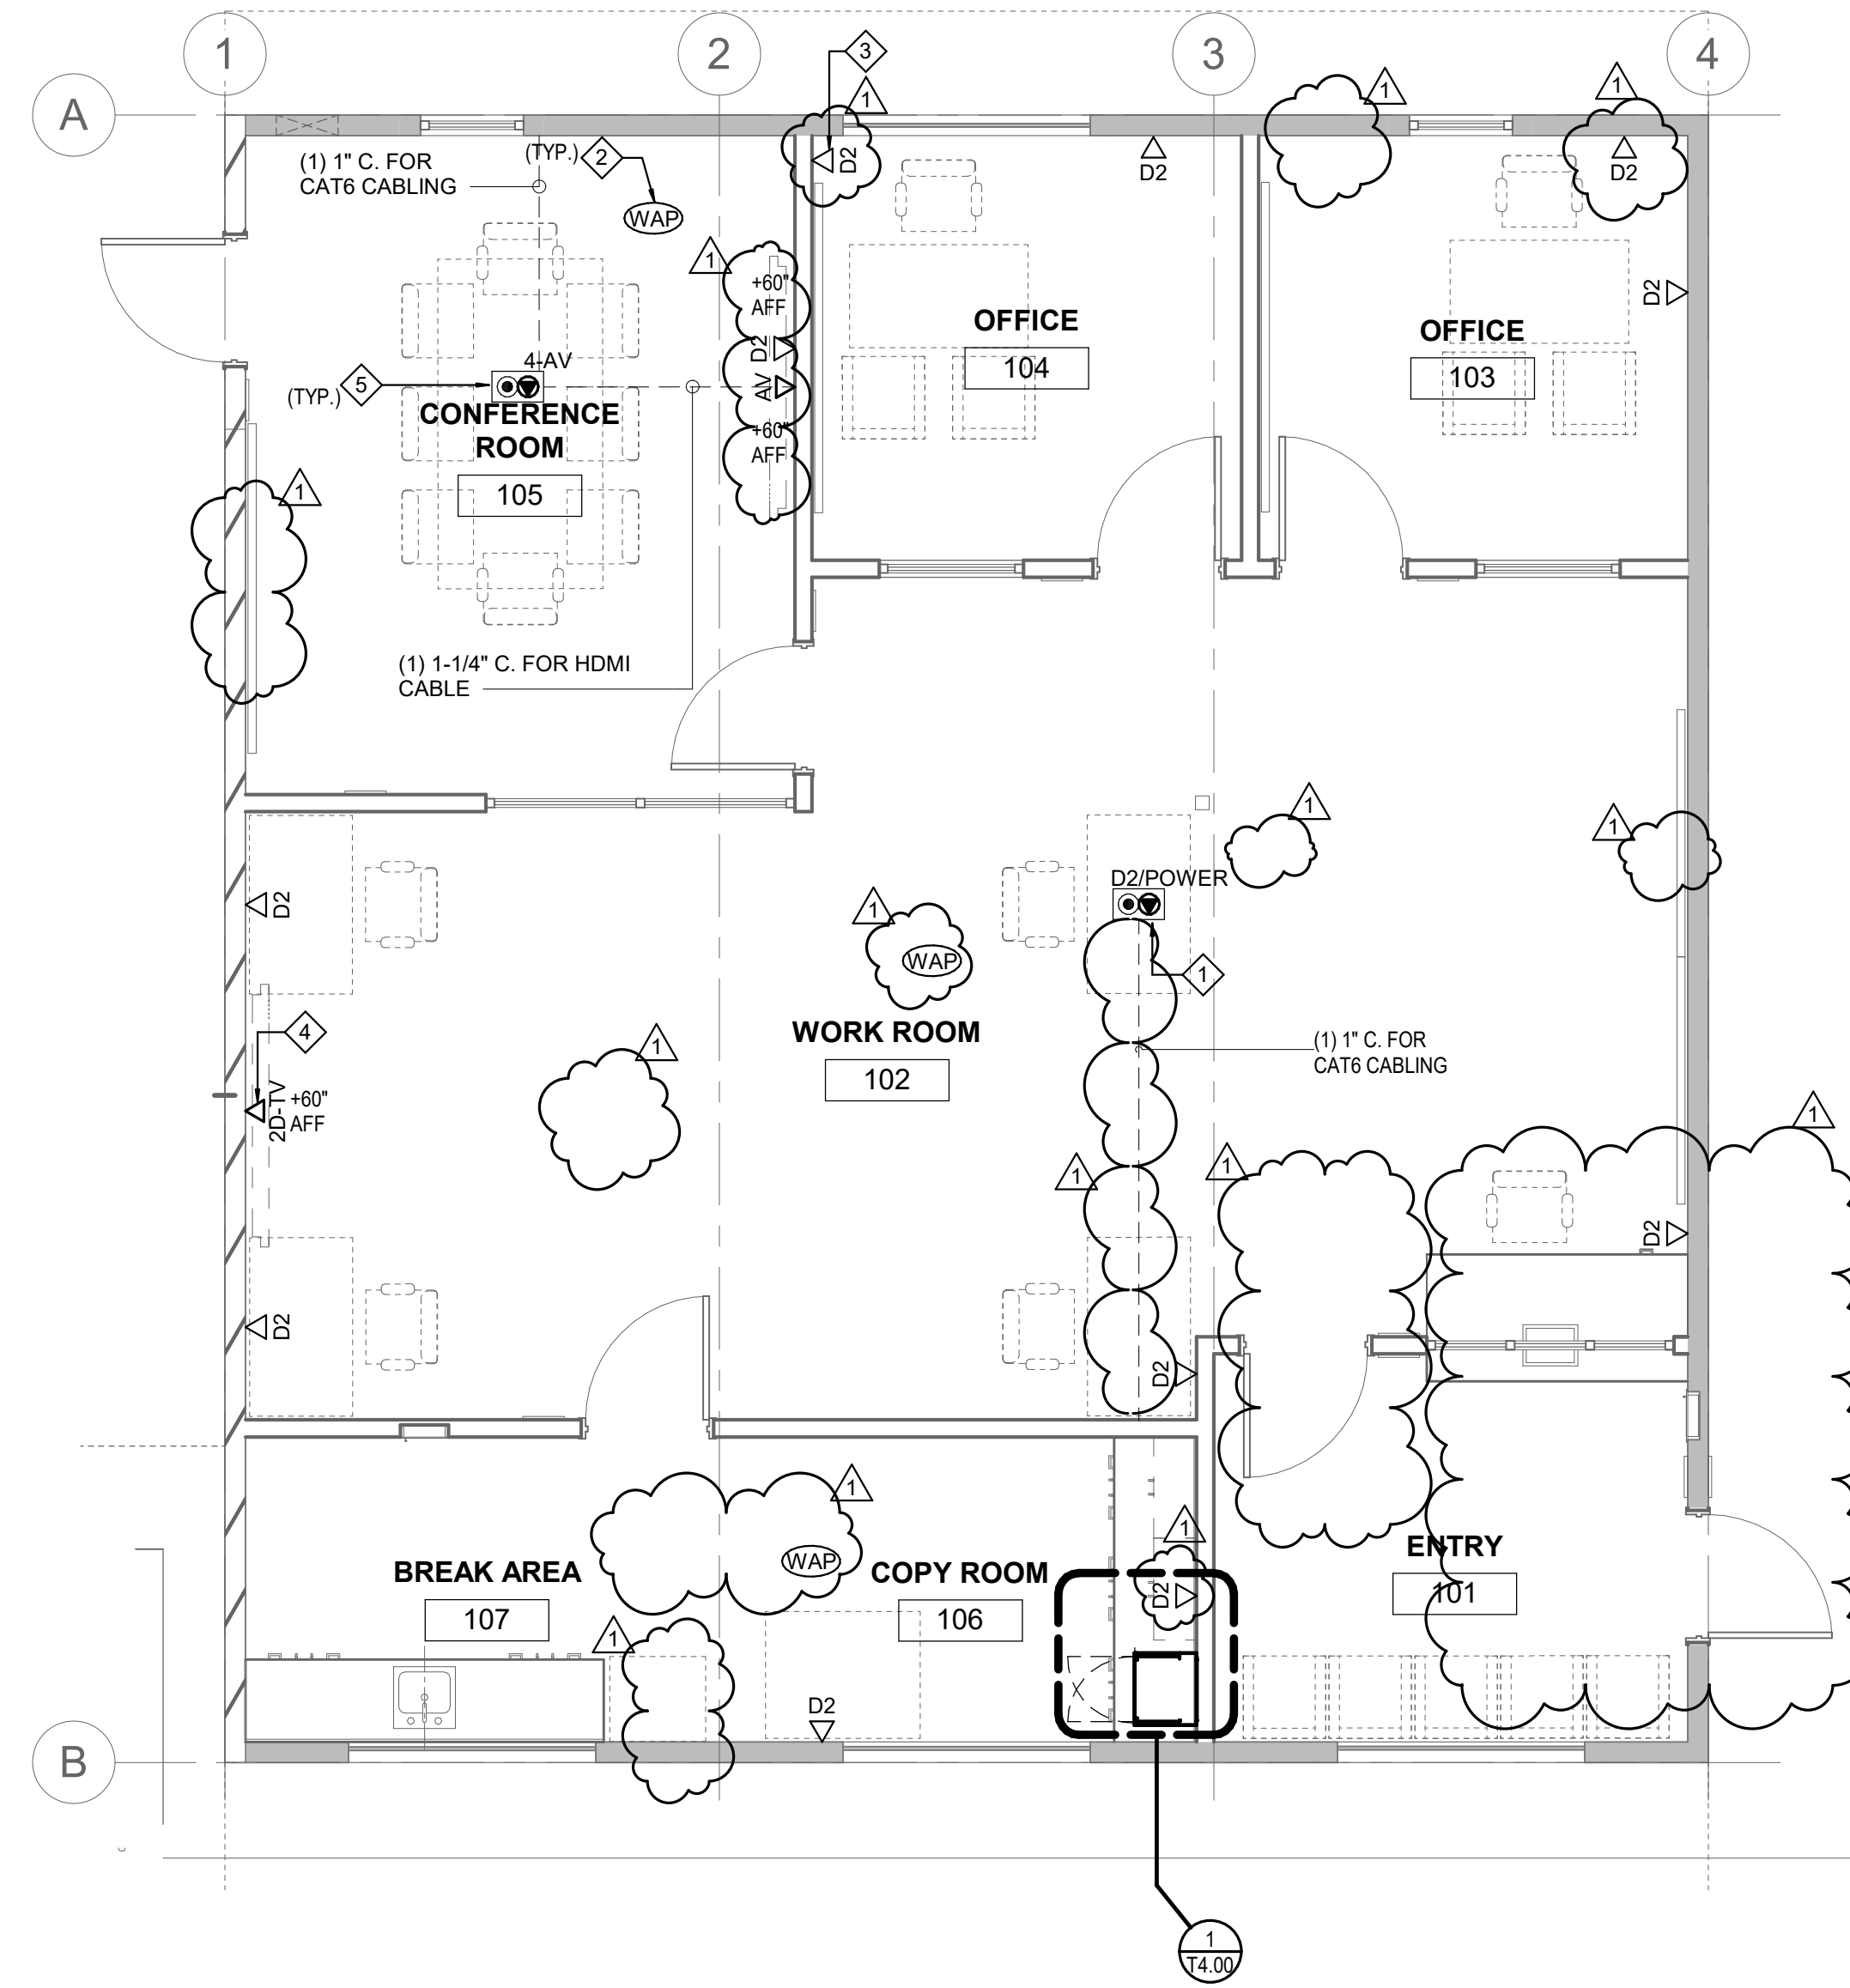 1
2
3
4
A
3
1
1
1
(1) 1" C. FOR
CAT6 CABLING
(TYP.)
2
WAP
D2
D2
D2
1
+60"
AFF
D2
AV
+60"
AFF
D2
OFFICE
104
OFFICE
103
4-AV
(TYP.)
5
CONFERENCE
ROOM
105
1
(1) 1-1/4" C. FOR HDMI
CABLE
1
1
D2
D2/POWER
1
WAP
1
WORK ROOM
102
(1) 1" C. FOR
CAT6 CABLING
4
1
2D-TV
+60"
AFF
1
1
1
D2
D2
D2
1
1
BREAK AREA
107
WAP
COPY ROOM
106
D2
ENTRY
101
1
D2
B
1
T4.00